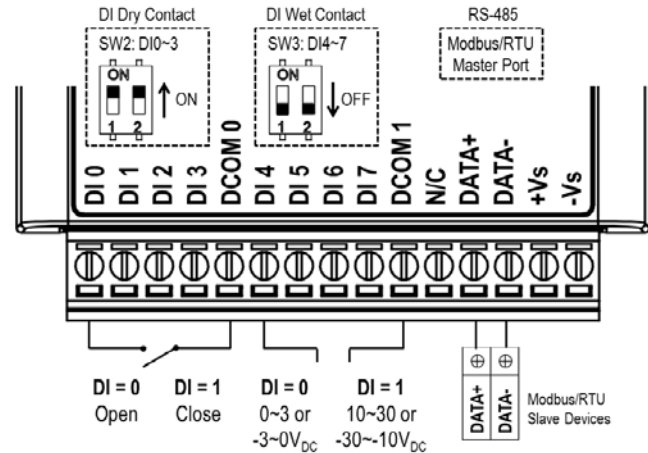 DI Dry Contact
SW2: DI0~3
ON
1 2
ON
DI Wet Contact
SW3: DI4~7
ON
1 2
OFF
RS-485
Modbus/RTU
Master Port
DI 0
DI 1
DI 2
DI 3
DCOM 0
DI 4
DI 5
DI 6
DI 7
DCOM 1
N/C
DATA+
DATA-
+Vs
-Vs
DI = 0
Open
DI = 1
Close
DI = 0
0~3 or
-3~0VDC
DI = 1
10~30 or
-30~-10VDC
DATA+
DATA-
Modbus/RTU
Slave Devices